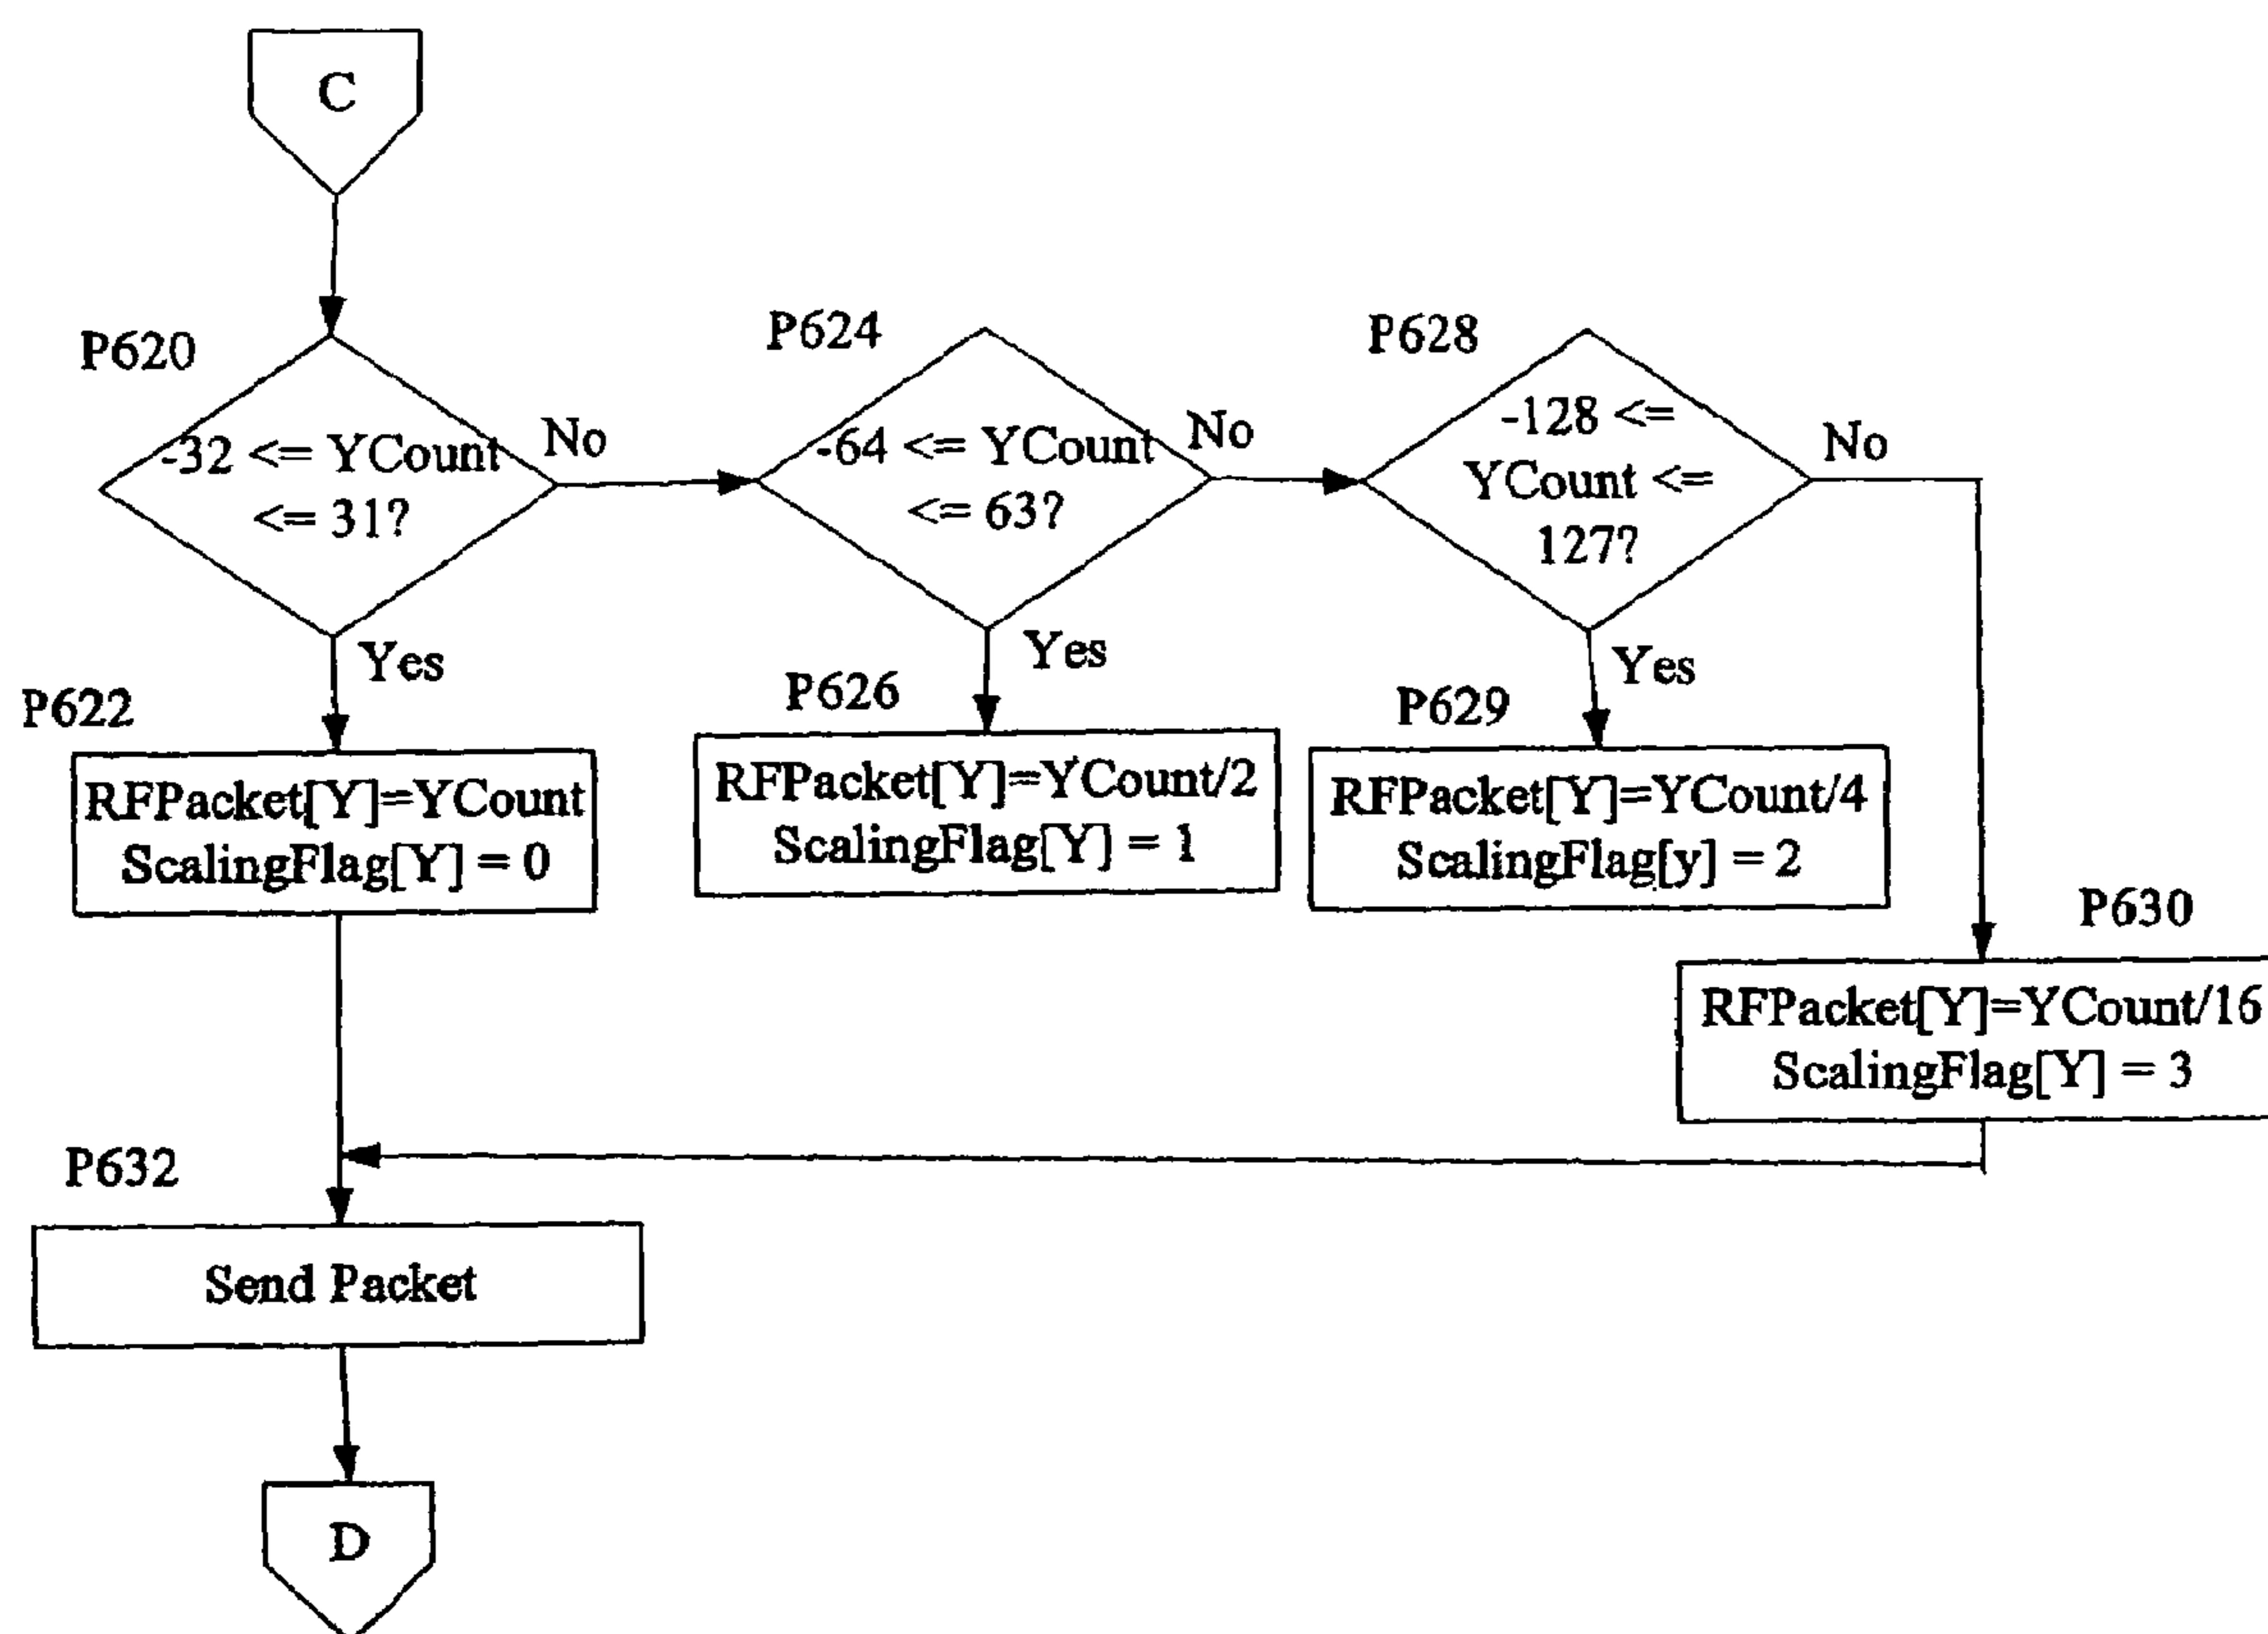 C
P620
-32 <= YCount
<= 31?
No
Yes
P624
-64 <= YCount
<= 63?
No
Yes
P628
-128 <=
YCount <=
127?
No
Yes
P622
RFPacket[Y]=YCount
ScalingFlag[Y] = 0
P626
RFPacket[Y]=YCount/2
ScalingFlag[Y] = 1
P629
RFPacket[Y]=YCount/4
ScalingFlag[y] = 2
P630
RFPacket[Y]=YCount/16
ScalingFlag[Y] = 3
P632
Send Packet
D